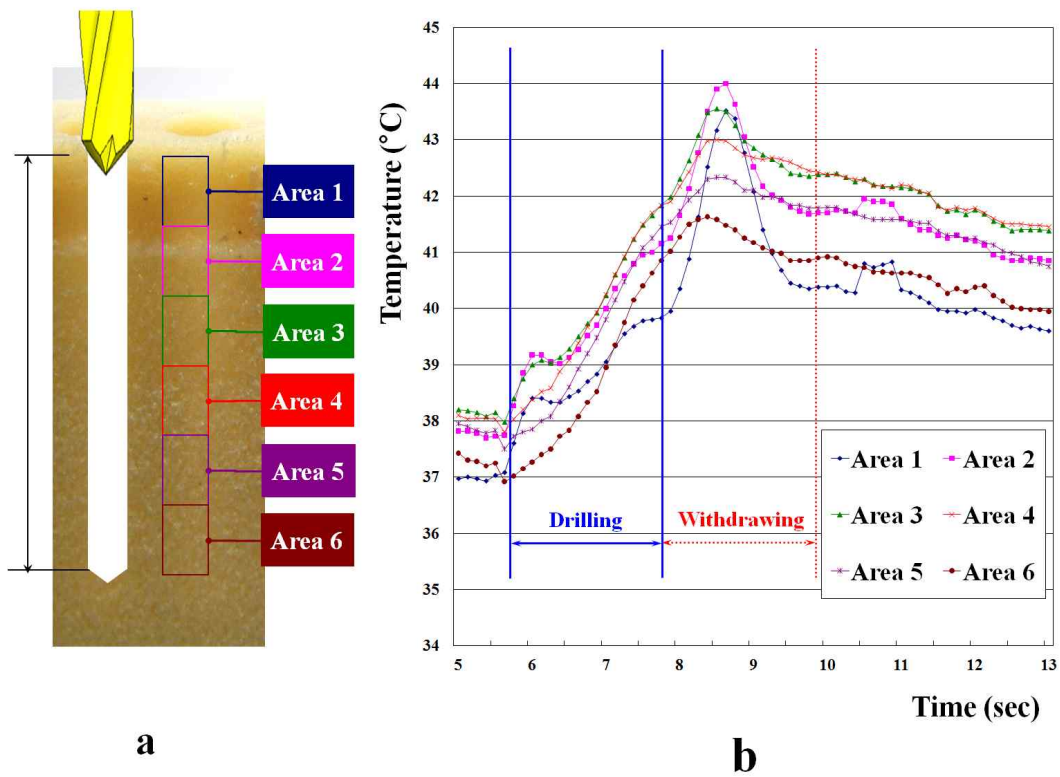 Area 1
Area 2
Area 3
Area 4
Area 5
Area 6
a
Temperature (°C)
45
44
43
42
41
40
39
38
37
36
35
34
Drilling
Withdrawing
Area 1 Area 2
Area 3 Area 4
Area 5 Area 6
5 6 7 8 9 10 11 12 13
Time (sec)
b